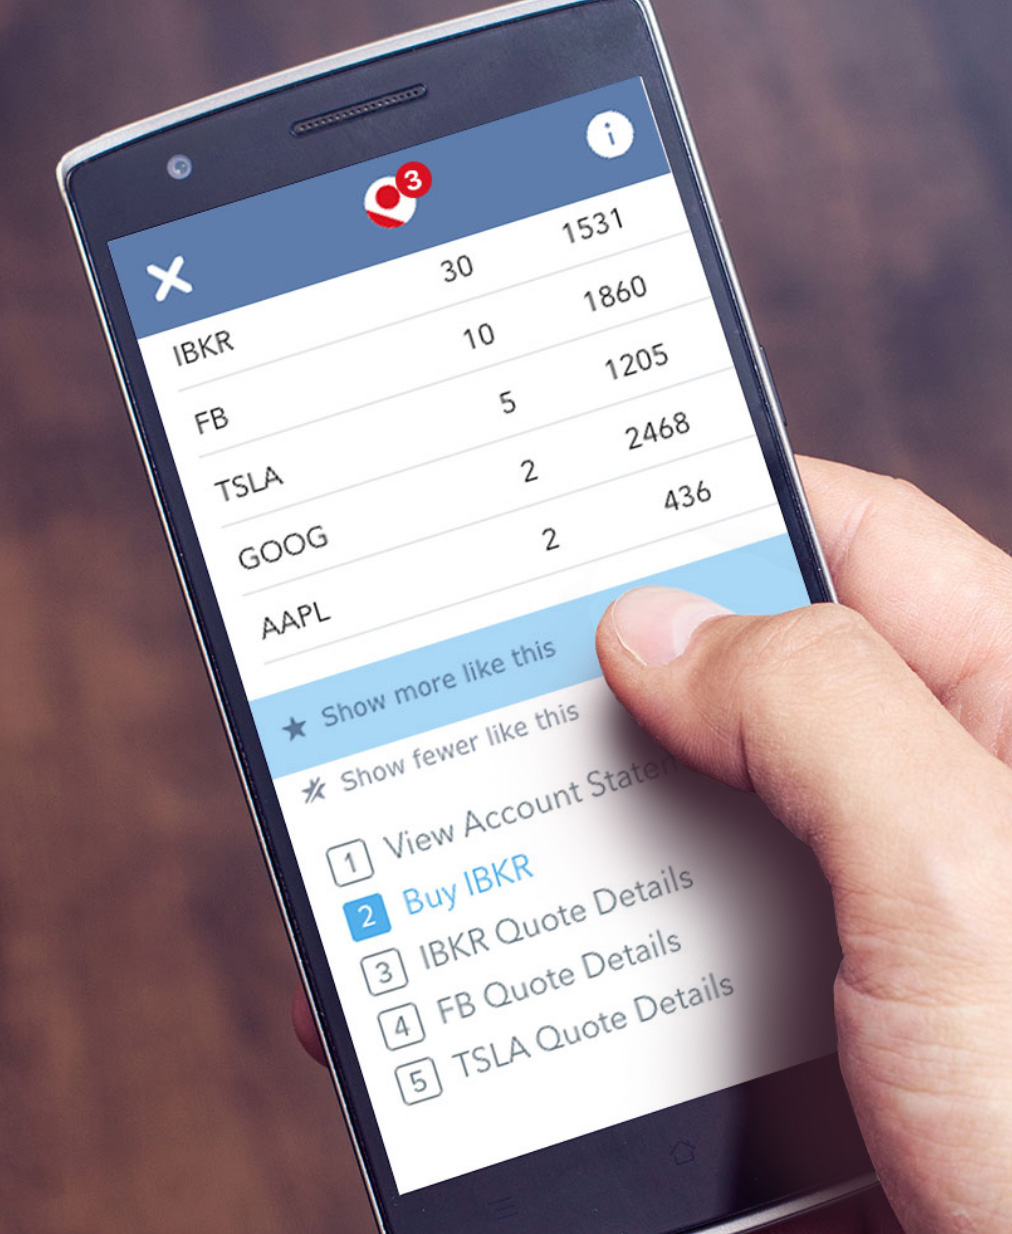 3
i
IBKR 30 1531
FB 10 1860
TSLA 5 1205
GOOG 2 2468
AAPL 2 436
Show more like this
Show fewer like this
1 View Account
2 Buy IBKR
3 IBKR Quote Details
4 FB Quote Details
5 TSLA Quote Details